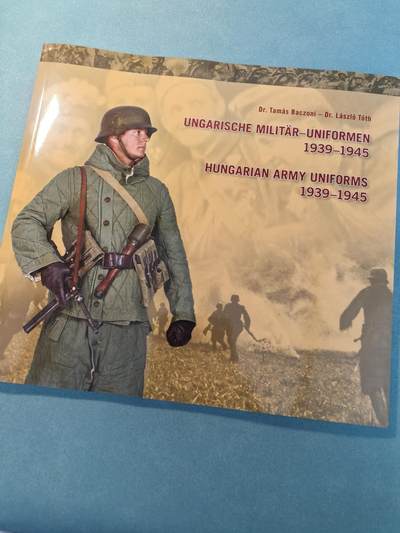 Dr. Tamás Baczoni – Dr. László Tóth
UNGARISCHE MILITÄR–UNIFORMEN
1939–1945
HUNGARIAN ARMY UNIFORMS
1939–1945